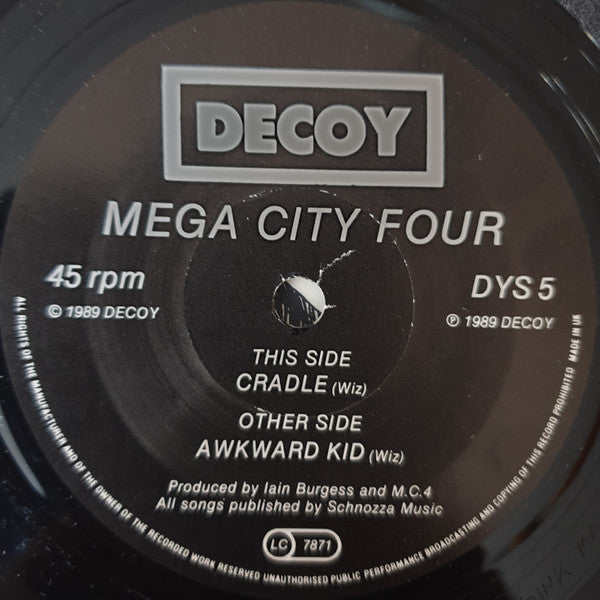 DECOY
MEGA CITY FOUR
45 rpm
DYS 5
© 1989 DECOY
℗ 1989 DECOY
THIS SIDE
CRADLE (Wiz)
OTHER SIDE
AWKWARD KID (Wiz)
Produced by Iain Burgess and M.C.4
All songs published by Schnozza Music
LC 7871
ALL RIGHTS OF THE MANUFACTURER AND OF THE OWNER OF THE RECORDED WORK RESERVED UNAUTHORISED PUBLIC PERFORMANCE BROADCASTING AND COPYING OF THIS RECORD PROHIBITED MADE IN UK